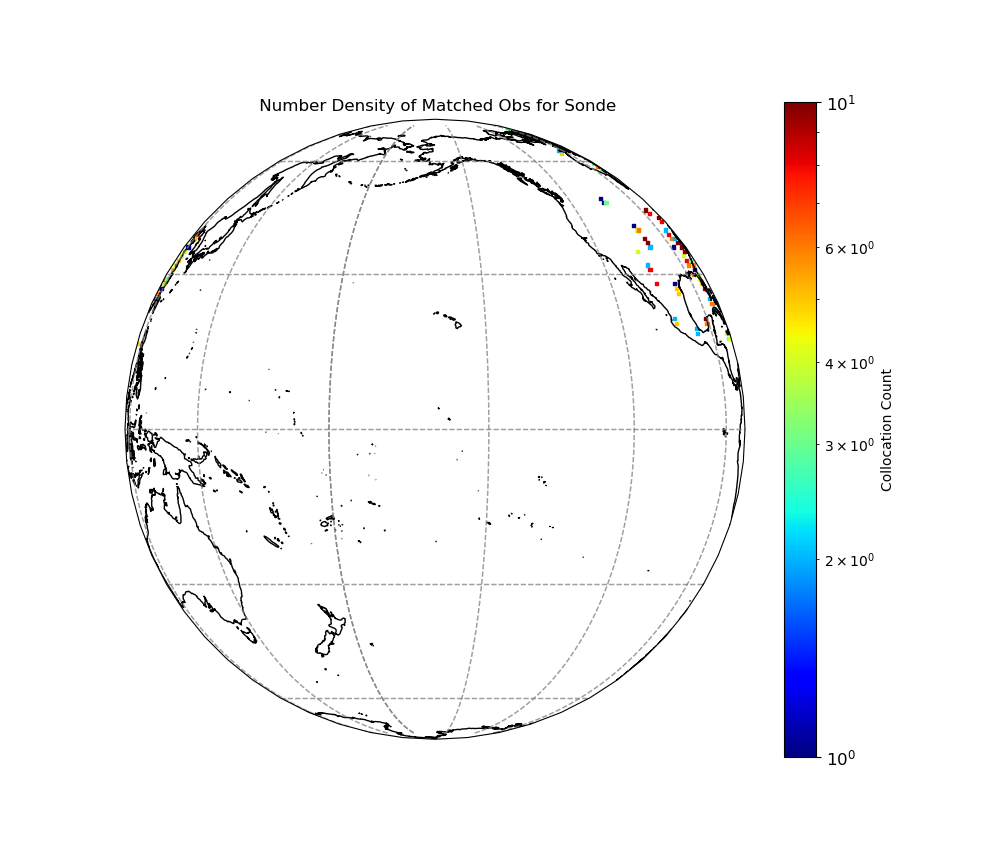 Number Density of Matched Obs for Sonde
10¹
6 × 10⁰
4 × 10⁰
3 × 10⁰
2 × 10⁰
10⁰
Collocation Count